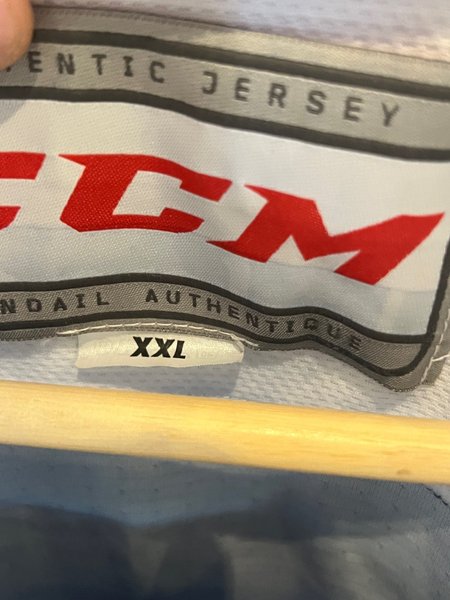 ENTIC JERSEY
CCM
NDAIL AUTHENTIQUE
XXL